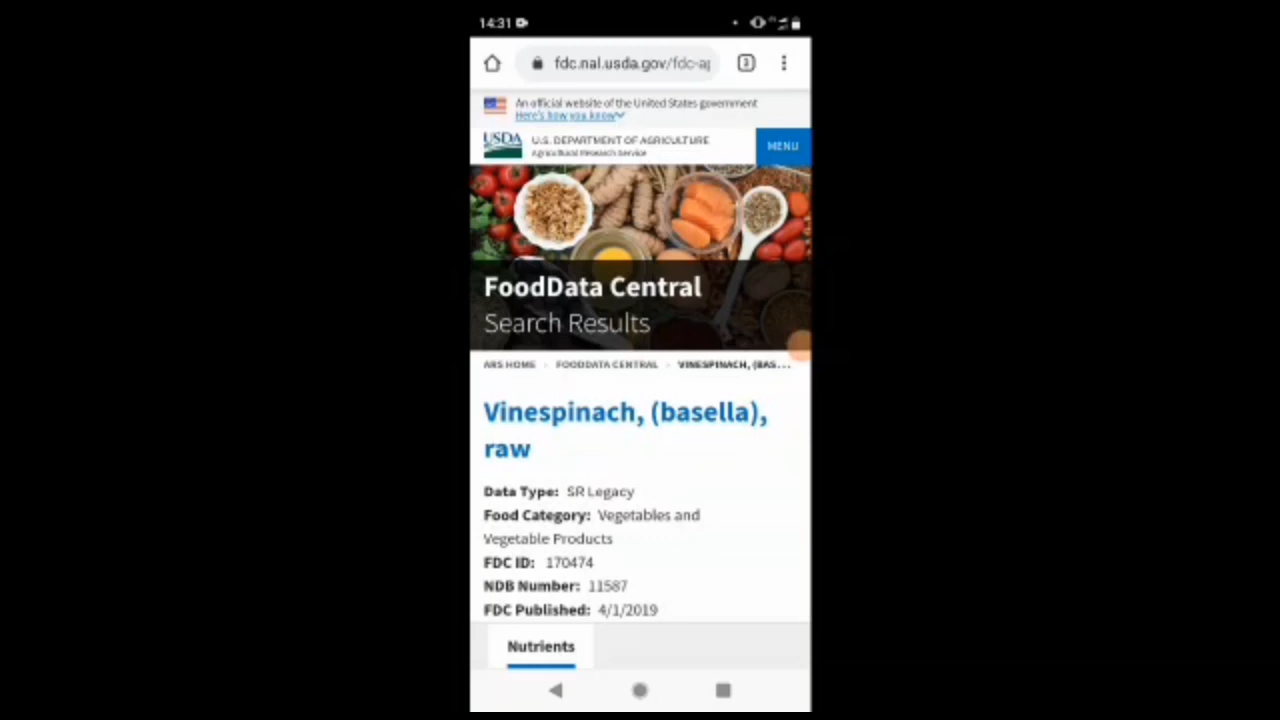 14:31
fdc.nal.usda.gov/fdc-ap
3
An official website of the United States government
Here's how you know
USDA
U.S. DEPARTMENT OF AGRICULTURE
Agricultural Research Service
MENU
FoodData Central
Search Results
ARS HOME
FOODDATA CENTRAL
VINESPINACH, (BAS...
Vinespinach, (basella),
raw
Data Type: SR Legacy
Food Category: Vegetables and
Vegetable Products
FDC ID: 170474
NDB Number: 11587
FDC Published: 4/1/2019
Nutrients